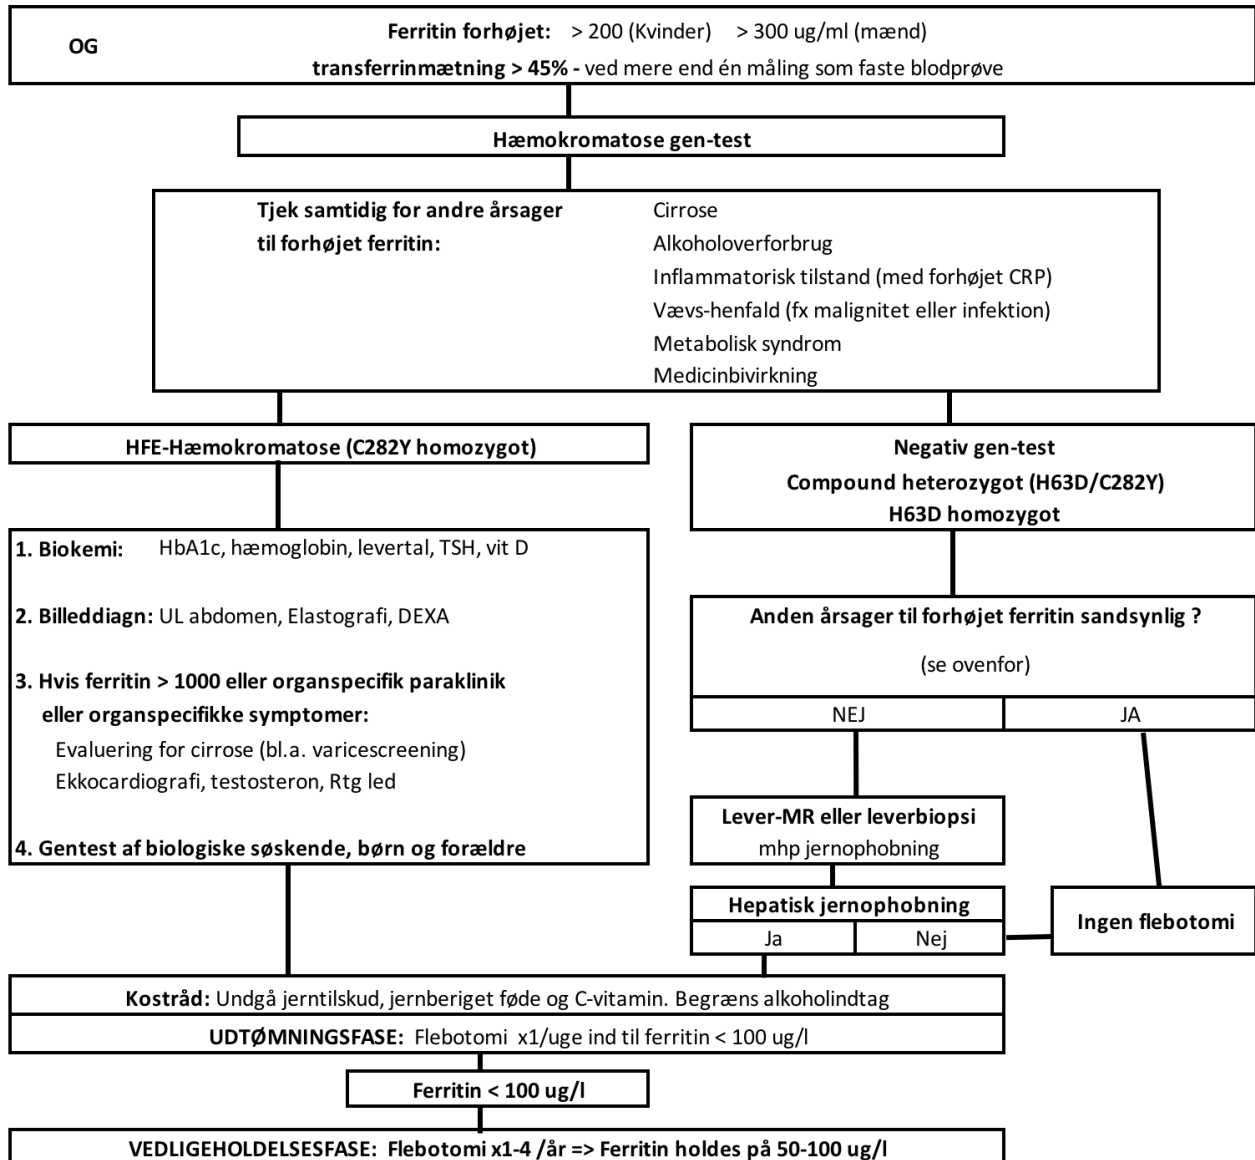 Ferritin forhøjet: > 200 (Kvinder) > 300 ug/ml (mænd)
OG
transferrinmætning > 45% - ved mere end én måling som faste blodprøve
Hæmokromatose gen-test
Tjek samtidig for andre årsager
til forhøjet ferritin:
Cirrose
Alkoholoverforbrug
Inflammatorisk tilstand (med forhøjet CRP)
Vævs-henfald (fx malignitet eller infektion)
Metabolisk syndrom
Medicinbivirkning
HFE-Hæmokromatose (C282Y homozygot)
1. Biokemi: HbA1c, hæmoglobin, levertal, TSH, vit D
2. Billeddiagn: UL abdomen, Elastografi, DEXA
3. Hvis ferritin > 1000 eller organspecifik paraklinik
eller organspecifikke symptomer:
Evaluering for cirrose (bl.a. varicescreening)
Ekkocardiografi, testosteron, Rtg led
4. Gentest af biologiske søskende, børn og forældre
Negativ gen-test
Compound heterozygot (H63D/C282Y)
H63D homozygot
Anden årsager til forhøjet ferritin sandsynlig ?
(se ovenfor)
NEJ
JA
Lever-MR eller leverbiopsi
mhp jernophobning
Hepatisk jernophobning
Ja
Nej
Ingen flebotomi
Kostråd: Undgå jerntilskud, jernberiget føde og C-vitamin. Begræns alkoholindtag
UDTØMNINGSFASE: Flebotomi x1/uge ind til ferritin < 100 ug/l
Ferritin < 100 ug/l
VEDLIGEHOLDELSESFASE: Flebotomi x1-4 /år => Ferritin holdes på 50-100 ug/l